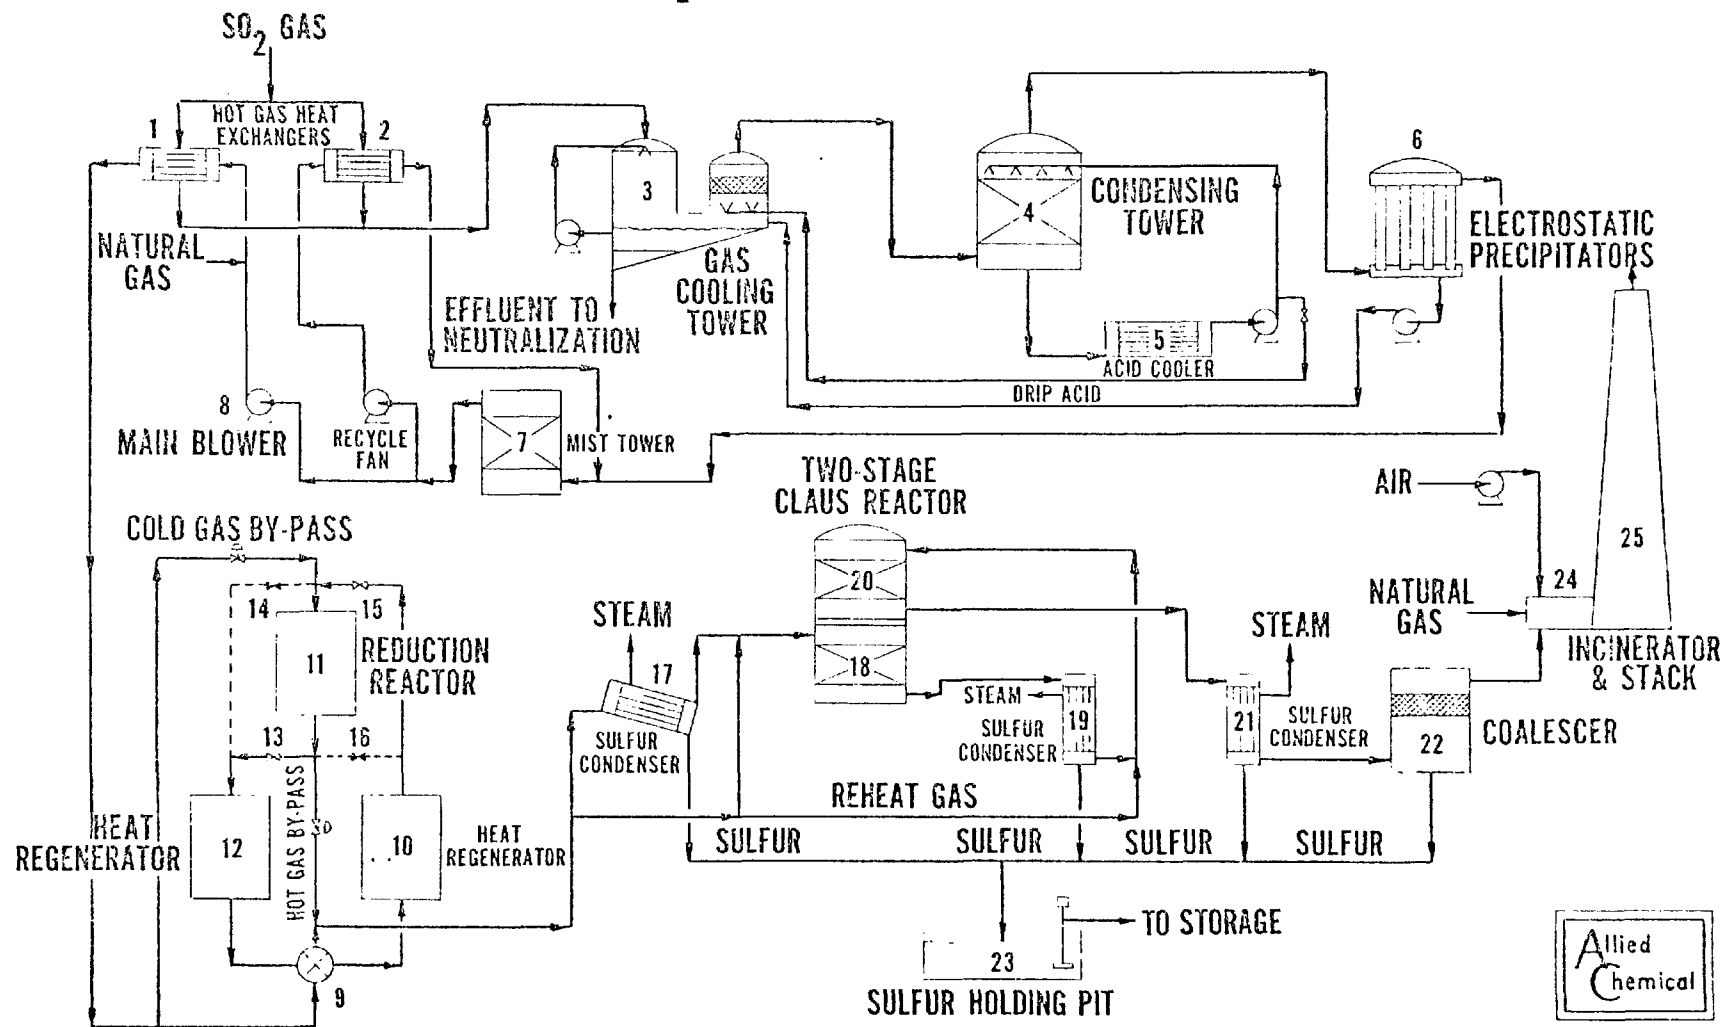 SO2 GAS
HOT GAS HEAT
EXCHANGERS
1
2
3
4
5
6
NATURAL
GAS
EFFLUENT TO
NEUTRALIZATION
GAS
COOLING
TOWER
CONDENSING
TOWER
ACID COOLER
DRIP ACID
ELECTROSTATIC
PRECIPITATORS
8
MAIN BLOWER
RECYCLE
FAN
7
MIST TOWER
TWO-STAGE
CLAUS REACTOR
AIR
25
24
NATURAL
GAS
INCINERATOR
& STACK
COLD GAS BY-PASS
14
15
11
REDUCTION
REACTOR
13
16
HOT GAS BY-PASS
HEAT
REGENERATOR
12
10
HEAT
REGENERATOR
9
STEAM
17
SULFUR
CONDENSER
20
18
STEAM
19
SULFUR
CONDENSER
STEAM
21
SULFUR
CONDENSER
22
COALESCER
REHEAT GAS
SULFUR
SULFUR
SULFUR
SULFUR
TO STORAGE
23
SULFUR HOLDING PIT
Allied
Chemical